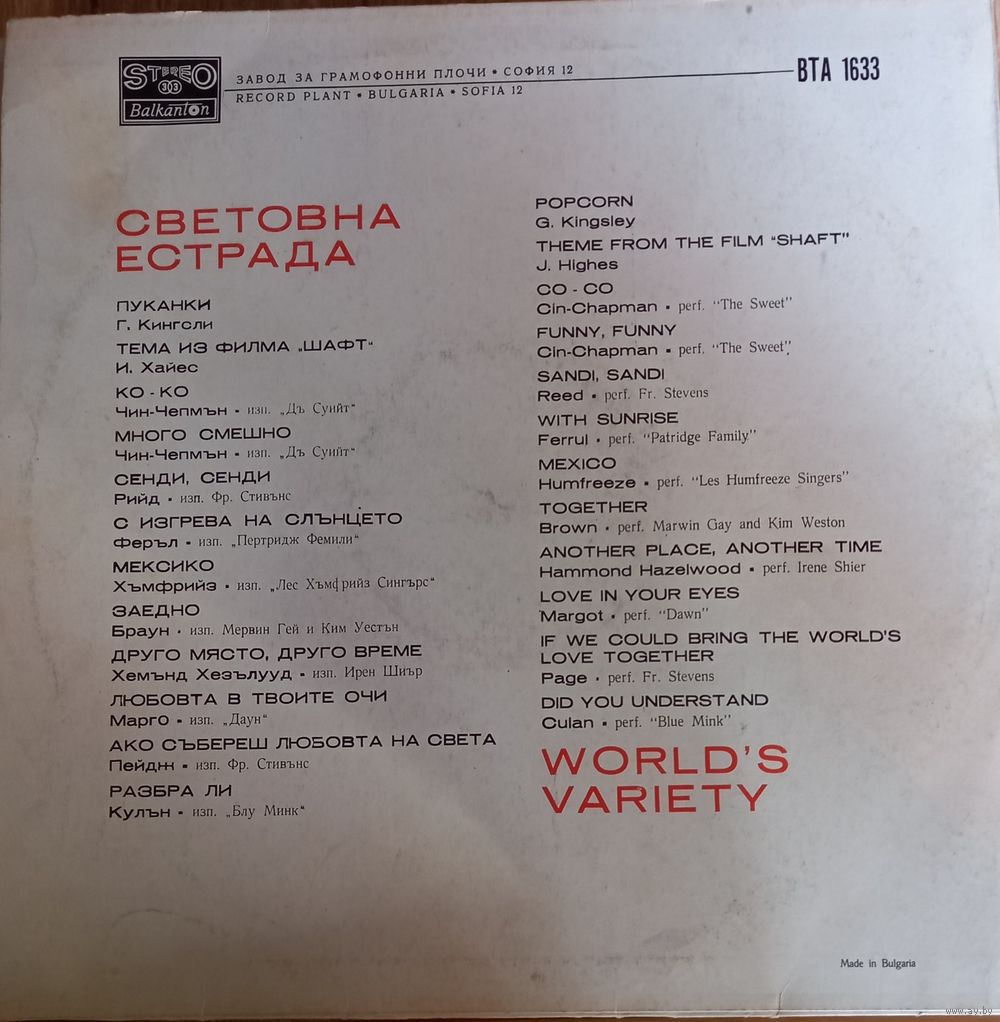 STEREO
303
Balkanton
ЗАВОД ЗА ГРАМОФОННИ ПЛОЧИ • СОФИЯ 12
RECORD PLANT • BULGARIA • SOFIA 12
ВТА 1633
СВЕТОВНА
ЕСТРАДА
ПУКАНКИ
Г. Кингсли
ТЕМА ИЗ ФИЛМА „ШАФТ“
И. Хайес
КО - КО
Чин-Чепмън • изп. „Дъ Суийт“
МНОГО СМЕШНО
Чин-Чепмън • изп. „Дъ Суийт“
СЕНДИ, СЕНДИ
Рийд • изп. Фр. Стивънс
С ИЗГРЕВА НА СЛЪНЦЕТО
Феръл • изп. „Пертридж Фемили“
МЕКСИКО
Хъмфрийз • изп. „Лес Хъмфрийз Сингърс“
ЗАЕДНО
Браун • изп. Мервин Гей и Ким Уестън
ДРУГО МЯСТО, ДРУГО ВРЕМЕ
Хемънд Хезълууд • изп. Ирен Шиър
ЛЮБОВТА В ТВОИТЕ ОЧИ
Марго • изп. „Даун“
АКО СЪБЕРЕШ ЛЮБОВТА НА СВЕТА
Пейдж • изп. Фр. Стивънс
РАЗБРА ЛИ
Кулън • изп. „Блу Минк“
POPCORN
G. Kingsley
THEME FROM THE FILM “SHAFT”
J. Highes
CO - CO
Cin-Chapman • perf. “The Sweet”
FUNNY, FUNNY
Cin-Chapman • perf. “The Sweet”
SANDI, SANDI
Reed • perf. Fr. Stevens
WITH SUNRISE
Ferrul • perf. “Patridge Family”
MEXICO
Humfreeze • perf. “Les Humfreeze Singers”
TOGETHER
Brown • perf. Marwin Gay and Kim Weston
ANOTHER PLACE, ANOTHER TIME
Hammond Hazelwood • perf. Irene Shier
LOVE IN YOUR EYES
Margot • perf. “Dawn”
IF WE COULD BRING THE WORLD'S
LOVE TOGETHER
Page • perf. Fr. Stevens
DID YOU UNDERSTAND
Culan • perf. “Blue Mink”
WORLD'S
VARIETY
Made in Bulgaria
www.ay.by